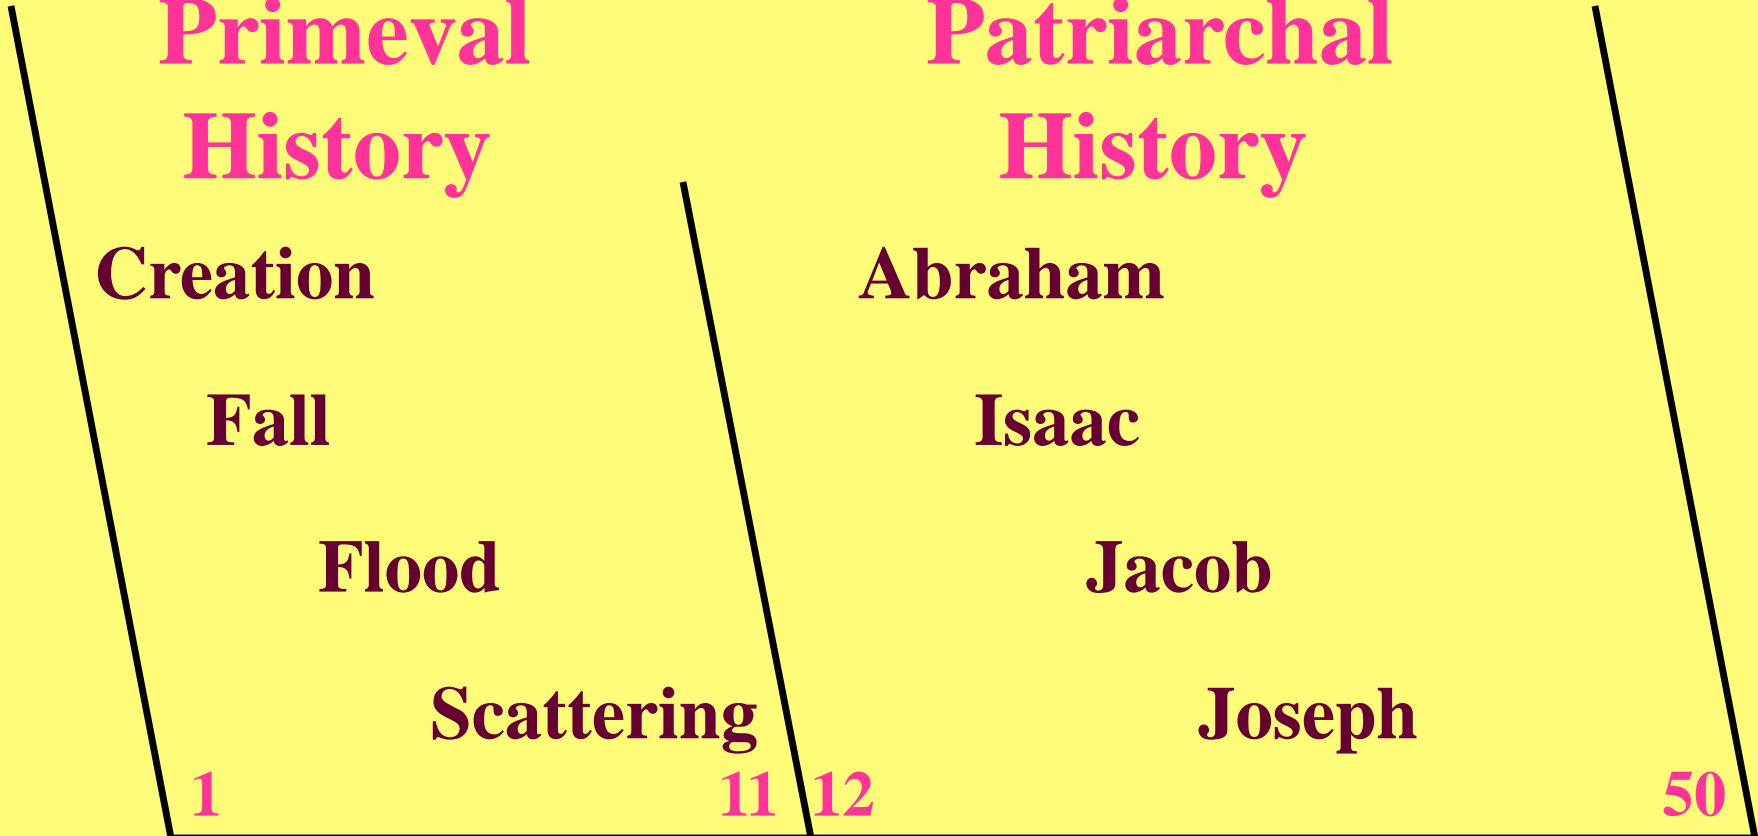 Primeval
History
Creation
Fall
Flood
Scattering
1 11
Patriarchal
History
Abraham
Isaac
Jacob
Joseph
12 50